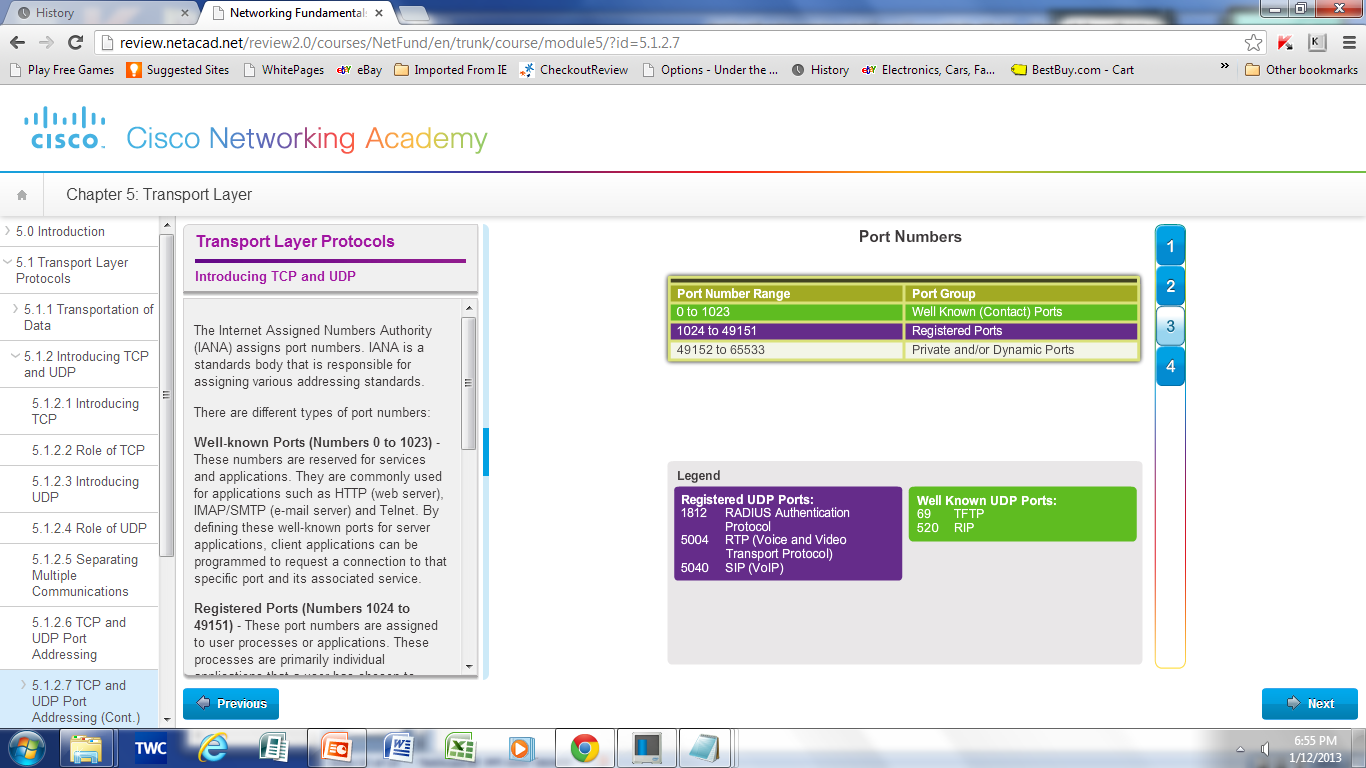 History
Networking Fundamental
review.netacad.net/review2.0/courses/NetFund/en/trunk/course/module5/?id=5.1.2.7
Play Free Games
Suggested Sites
WhitePages
eBay
Imported From IE
CheckoutReview
Options - Under the ...
History
Electronics, Cars, Fa...
BestBuy.com - Cart
»
Other bookmarks
CISCO
Cisco Networking Academy
Chapter 5: Transport Layer
5.0 Introduction
5.1 Transport Layer
Protocols
5.1.1 Transportation of
Data
5.1.2 Introducing TCP
and UDP
5.1.2.1 Introducing
TCP
5.1.2.2 Role of TCP
5.1.2.3 Introducing
UDP
5.1.2.4 Role of UDP
5.1.2.5 Separating
Multiple
Communications
5.1.2.6 TCP and
UDP Port
Addressing
5.1.2.7 TCP and
UDP Port
Addressing (Cont.)
Transport Layer Protocols
Introducing TCP and UDP
The Internet Assigned Numbers Authority
(IANA) assigns port numbers. IANA is a
standards body that is responsible for
assigning various addressing standards.
There are different types of port numbers:
Well-known Ports (Numbers 0 to 1023) -
These numbers are reserved for services
and applications. They are commonly used
for applications such as HTTP (web server),
IMAP/SMTP (e-mail server) and Telnet. By
defining these well-known ports for server
applications, client applications can be
programmed to request a connection to that
specific port and its associated service.
Registered Ports (Numbers 1024 to
49151) - These port numbers are assigned
to user processes or applications. These
processes are primarily individual
applications that a user has chosen to
Previous
Port Numbers
Port Number Range Port Group
0 to 1023 Well Known (Contact) Ports
1024 to 49151 Registered Ports
49152 to 65533 Private and/or Dynamic Ports
Legend
Registered UDP Ports:
1812 RADIUS Authentication
Protocol
5004 RTP (Voice and Video
Transport Protocol)
5040 SIP (VoIP)
Well Known UDP Ports:
69 TFTP
520 RIP
1
2
3
4
Next
TWC
6:55 PM
1/12/2013